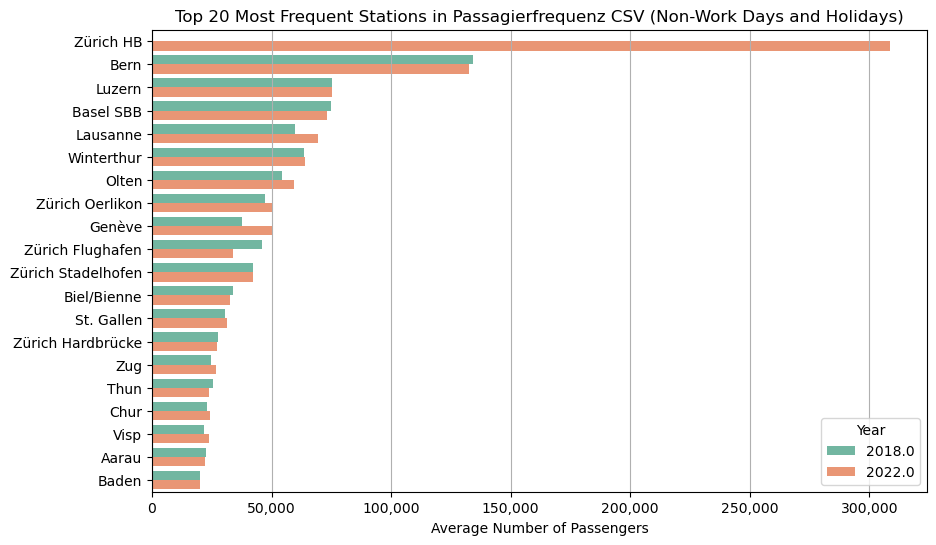 Top 20 Most Frequent Stations in Passagierfrequenz CSV (Non-Work Days and Holidays)
Zürich HB
Bern
Luzern
Basel SBB
Lausanne
Winterthur
Olten
Zürich Oerlikon
Genève
Zürich Flughafen
Zürich Stadelhofen
Biel/Bienne
St. Gallen
Zürich Hardbrücke
Zug
Thun
Chur
Visp
Aarau
Baden
Year
2018.0
2022.0
0 50,000 100,000 150,000 200,000 250,000 300,000
Average Number of Passengers